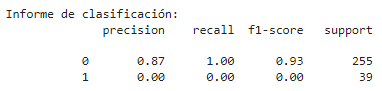 Informe de clasificación:
precision recall f1-score support
0 0.87 1.00 0.93 255
1 0.00 0.00 0.00 39